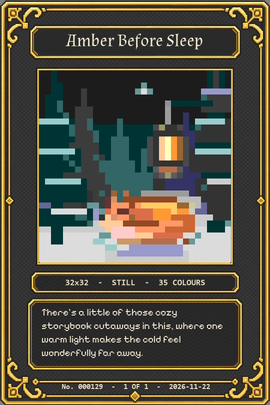 Amber Before Sleep
32x32 - STILL - 35 COLOURS
There's a little of those cozy
storybook cutaways in this, where one
warm light makes the cold feel
wonderfully far away.
No. 000129 - 1 OF 1 - 2026-11-22